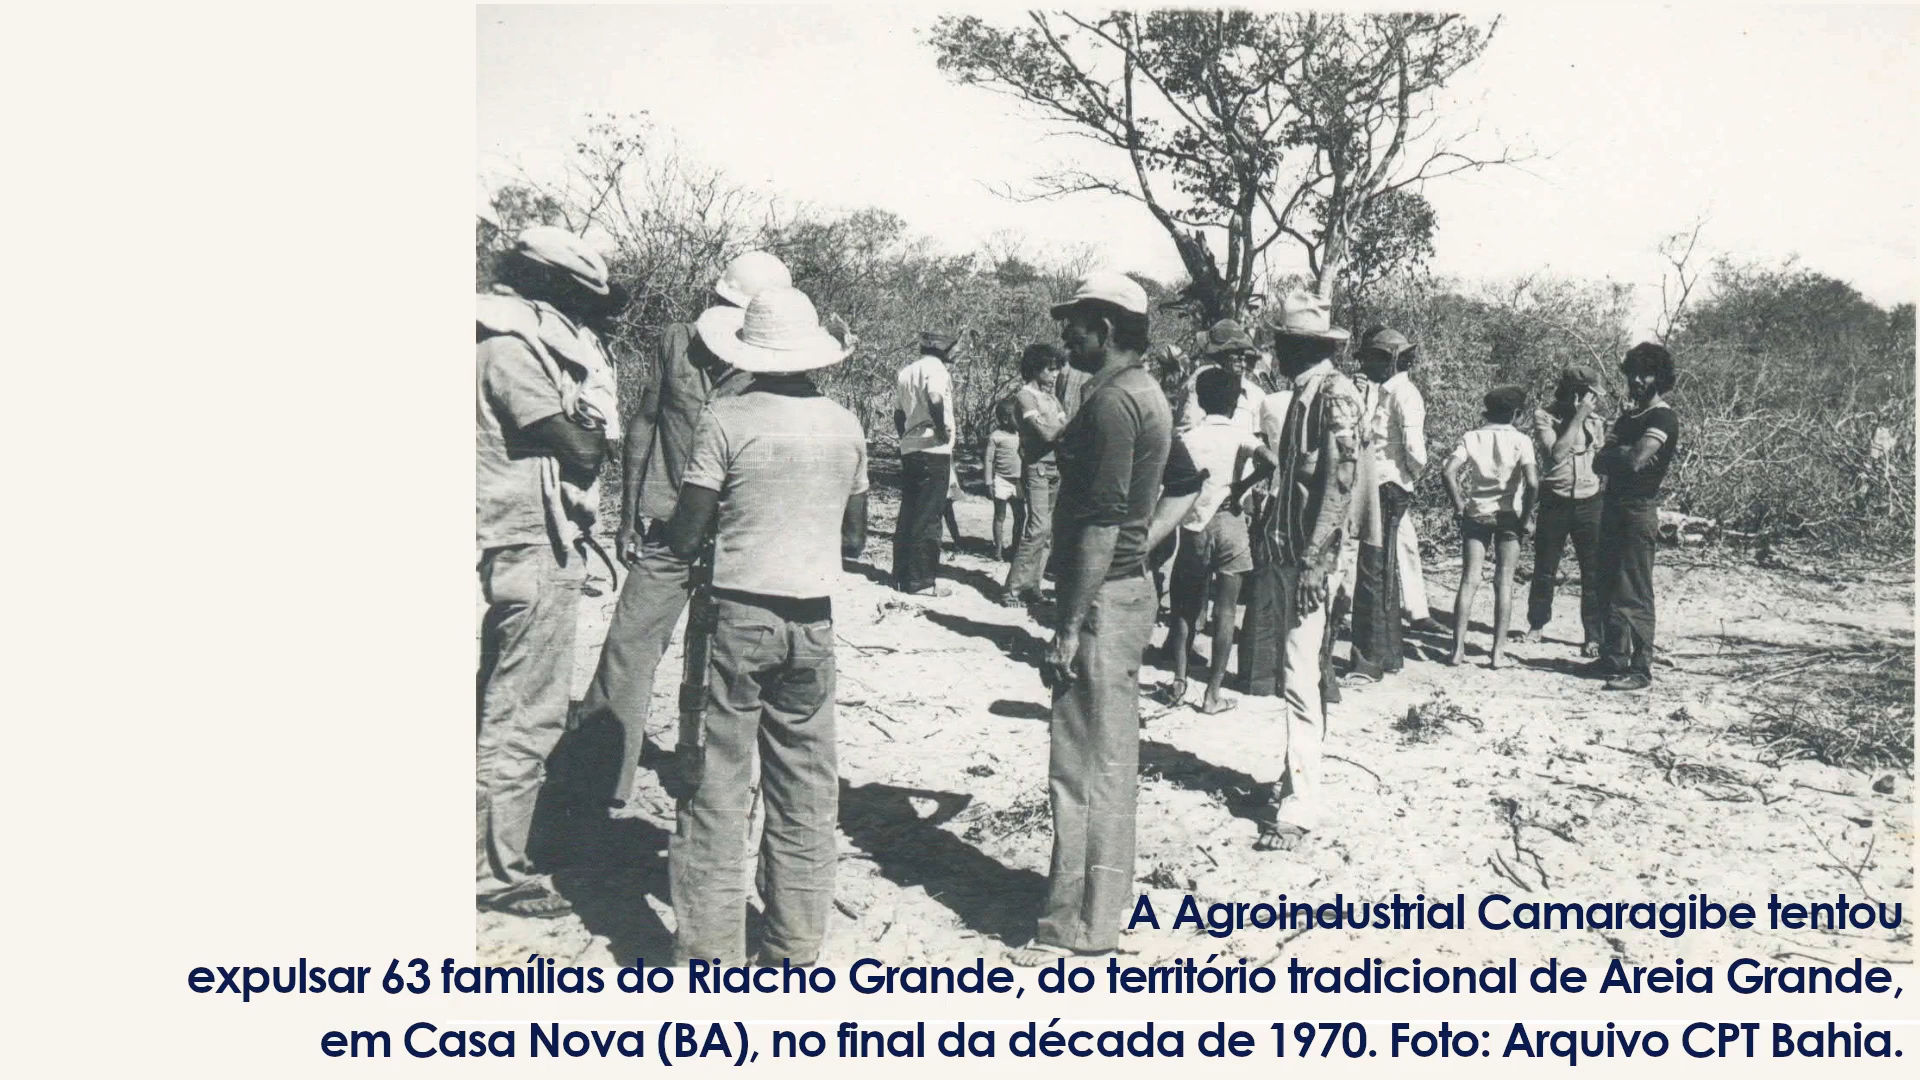 A Agroindustrial Camaragibe tentou
expulsar 63 famílias do Riacho Grande, do território tradicional de Areia Grande,
em Casa Nova (BA), no final da década de 1970. Foto: Arquivo CPT Bahia.